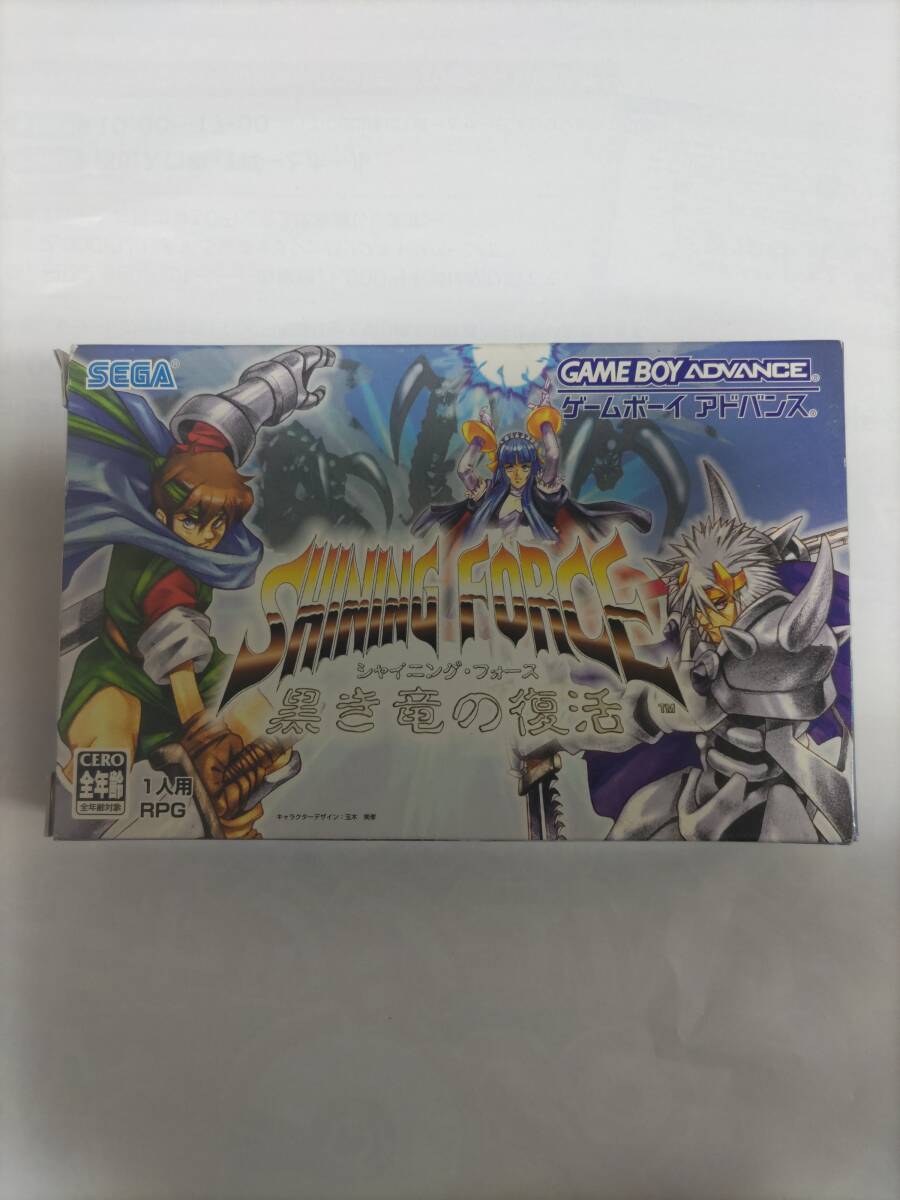 SEGA®
GAME BOY ADVANCE®
ゲームボーイ アドバンス®
SHINING FORCE
シャイニング・フォース
黒き竜の復活™
CERO
全年齢
全年齢対象
1人用
RPG
キャラクターデザイン:玉木 美孝